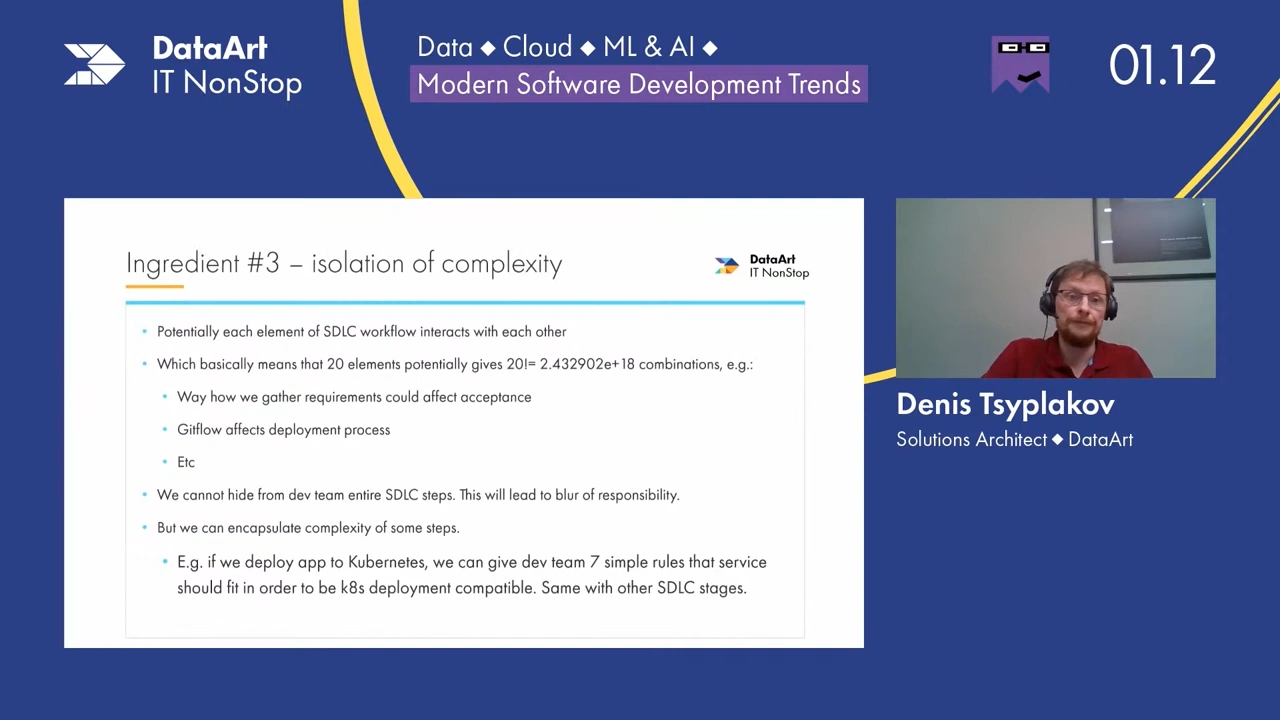 DataArt
IT NonStop
Data ◆ Cloud ◆ ML & AI ◆
Modern Software Development Trends
01.12
Ingredient #3 – isolation of complexity
DataArt
IT NonStop
• Potentially each element of SDLC workflow interacts with each other
• Which basically means that 20 elements potentially gives 20!= 2.432902e+18 combinations, e.g.:
• Way how we gather requirements could affect acceptance
• Gitflow affects deployment process
• Etc
• We cannot hide from dev team entire SDLC steps. This will lead to blur of responsibility.
• But we can encapsulate complexity of some steps.
• E.g. if we deploy app to Kubernetes, we can give dev team 7 simple rules that service
should fit in order to be k8s deployment compatible. Same with other SDLC stages.
Denis Tsyplakov
Solutions Architect ◆ DataArt